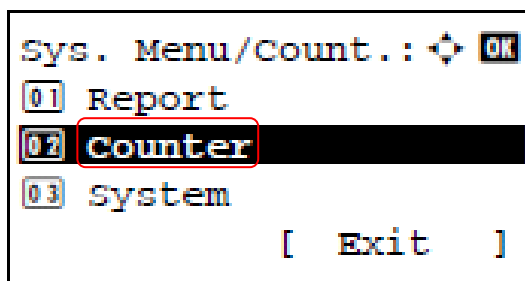 Sys. Menu/Count.: OK
01 Report
02 Counter
03 System
[ Exit ]